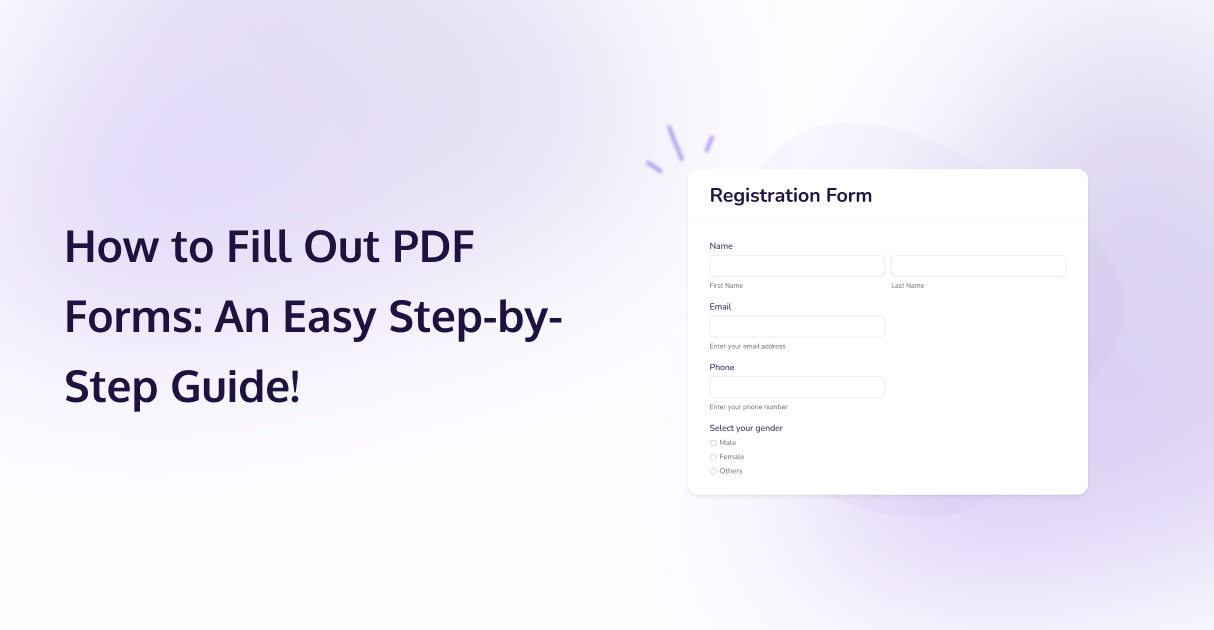 How to Fill Out PDF
Forms: An Easy Step-by-
Step Guide!
Registration Form
Name
First Name Last Name
Email
Enter your email address
Phone
Enter your phone number
Select your gender
Male
Female
Others